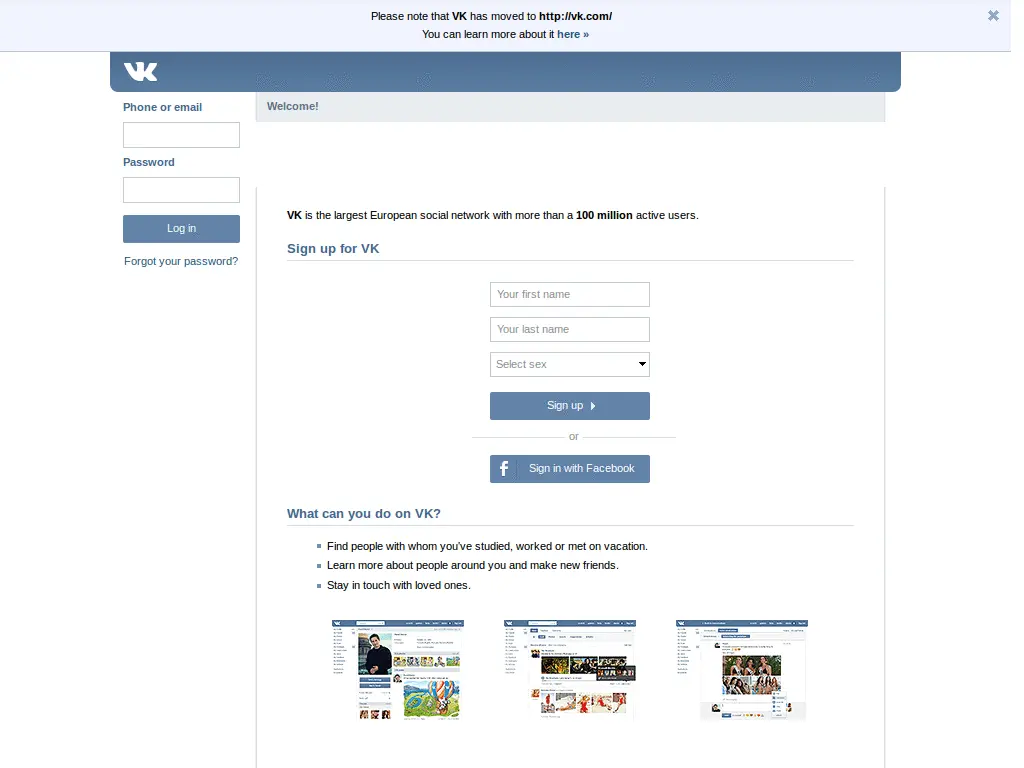 Please note that VK has moved to http://vk.com/
You can learn more about it here »
Phone or email
Password
Log in
Forgot your password?
Welcome!
VK is the largest European social network with more than a 100 million active users.
Sign up for VK
Your first name
Your last name
Select sex
Sign up
or
Sign in with Facebook
What can you do on VK?
Find people with whom you've studied, worked or met on vacation.
Learn more about people around you and make new friends.
Stay in touch with loved ones.